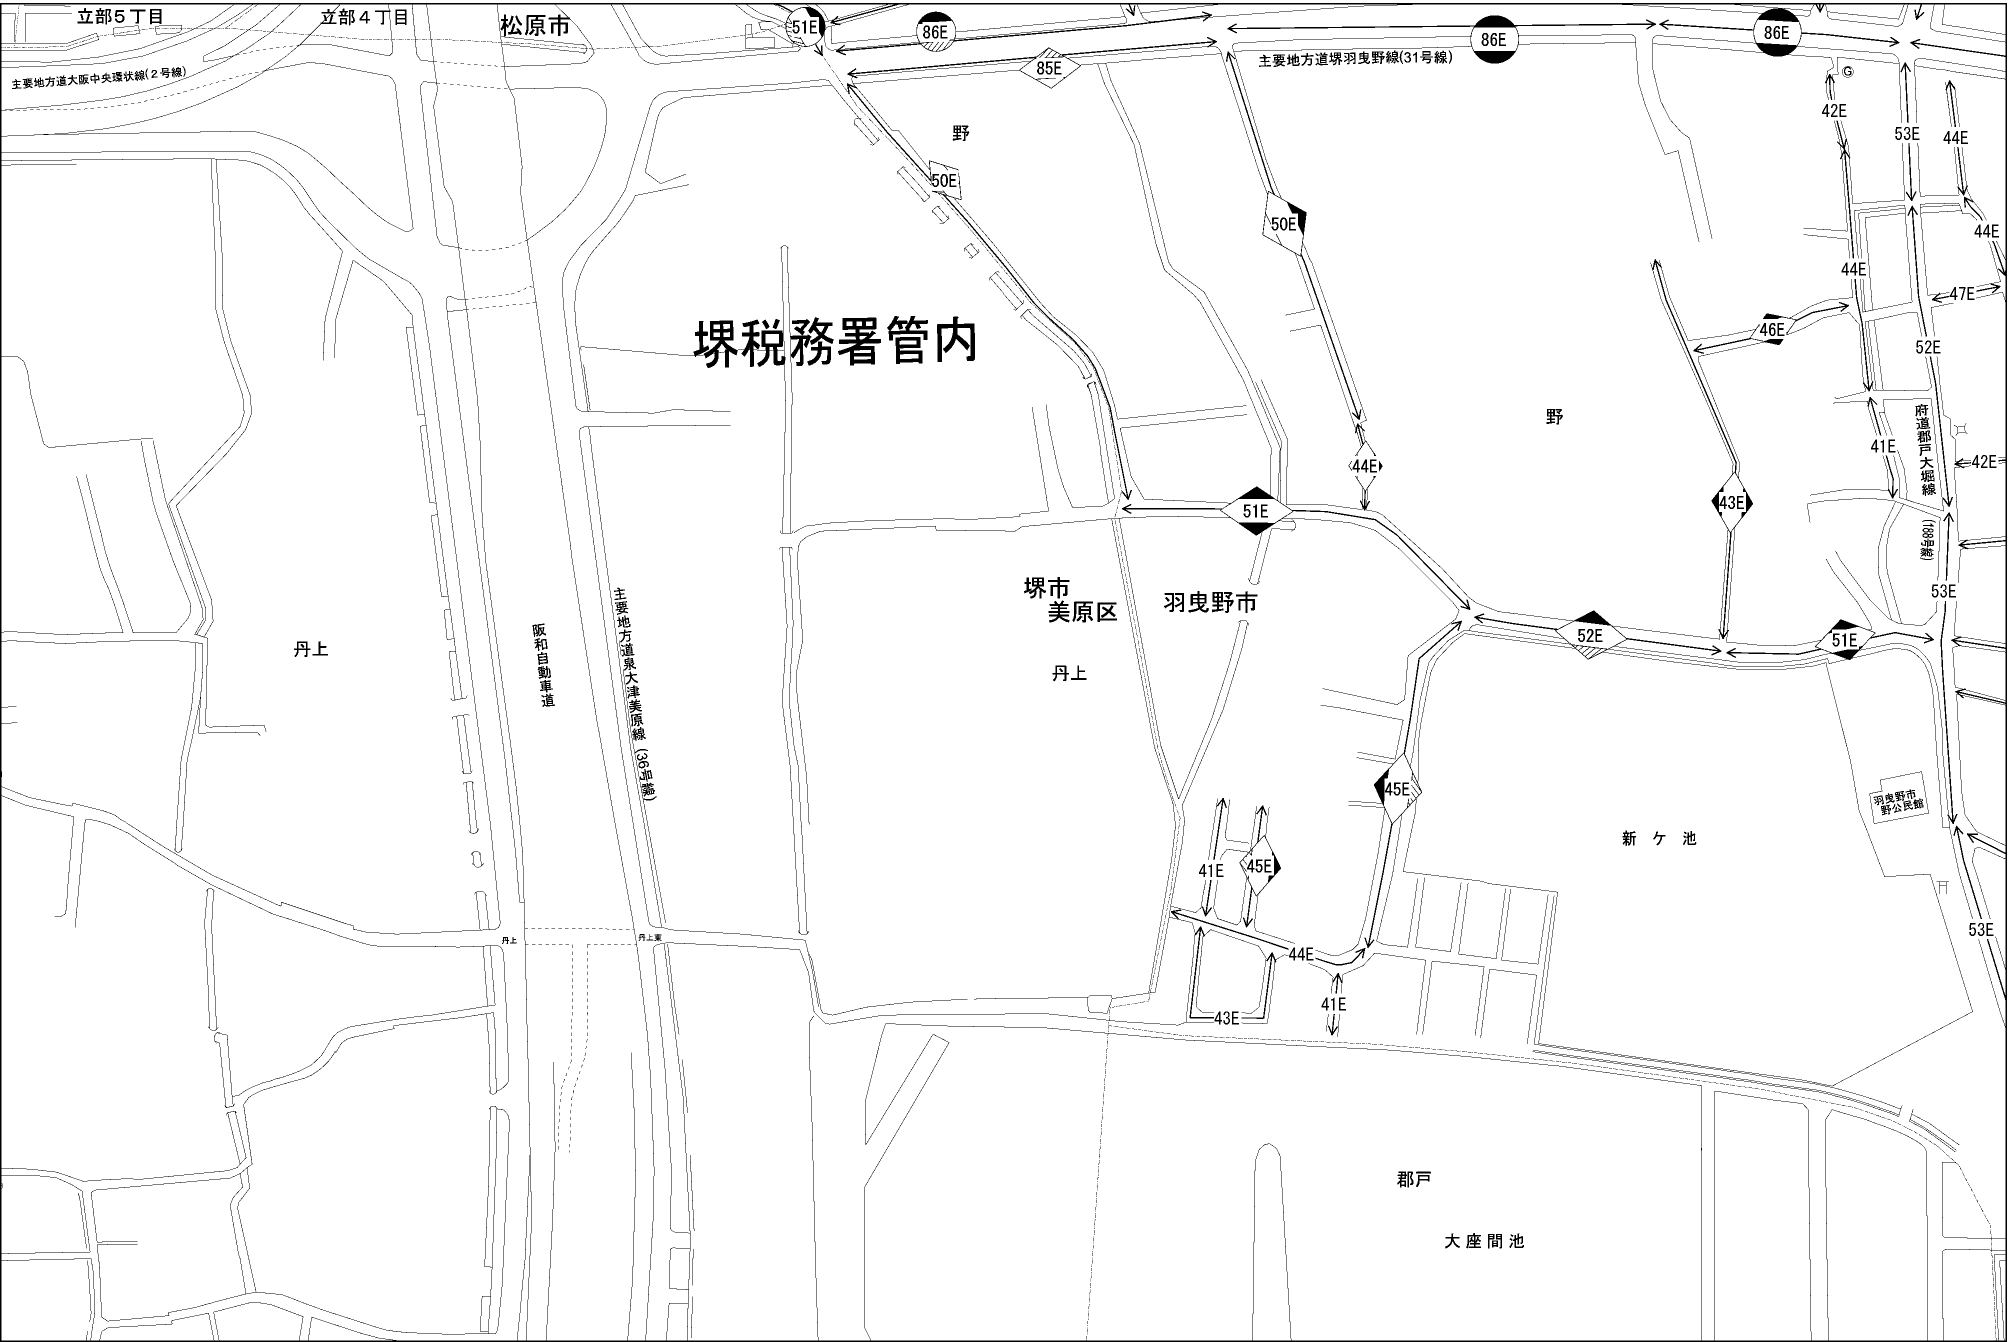 立部５丁目
立部４丁目
松原市
51E
86E
86E
86E
85E
主要地方道堺羽曳野線(31号線)
主要地方道大阪中央環状線(２号線)
G
42E
53E
44E
野
50E
50E
44E
44E
47E
46E
52E
堺税務署管内
野
府道郡戸大堀線
(188号線)
41E
42E
44E
43E
51E
堺市
美原区
羽曳野市
53E
主要地方道泉大津美原線
(36号線)
阪和自動車道
丹上
丹上
52E
51E
45E
羽曳野市
野公民館
新ケ池
41E
45E
53E
丹上
丹上東
44E
41E
43E
郡戸
大座間池